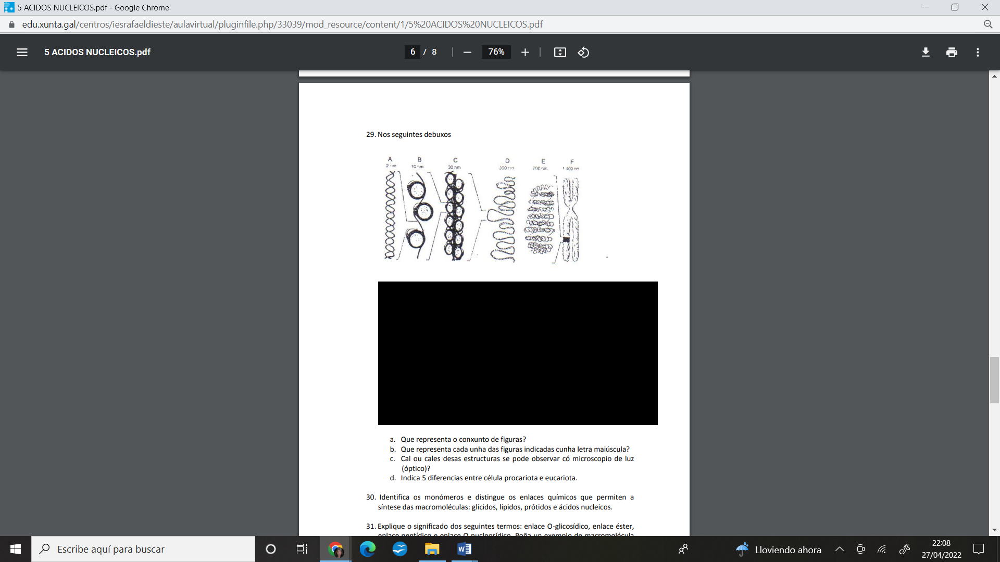 5 ACIDOS NUCLEICOS.pdf - Google Chrome
edu.xunta.gal/centros/iesrafaeldieste/aulavirtual/pluginfile.php/33039/mod_resource/content/1/5%20ACIDOS%20NUCLEICOS.pdf
5 ACIDOS NUCLEICOS.pdf
6 / 8
76%
29. Nos seguintes debuxos
A B C D E F
2 nm 10 nm 30 nm 300 nm 700 nm 1 400 nm
a. Que representa o conxunto de figuras?
b. Que representa cada unha das figuras indicadas cunha letra maiúscula?
c. Cal ou cales desas estructuras se pode observar có microscopio de luz
(óptico)?
d. Indica 5 diferencias entre célula procariota e eucariota.
30. Identifica os monómeros e distingue os enlaces químicos que permiten a
síntese das macromoléculas: glícidos, lípidos, prótidos e ácidos nucleicos.
31. Explique o significado dos seguintes termos: enlace O-glicosídico, enlace éster,
enlace peptídico e enlace O-nucleosídico. Poña un exemplo de macromolécula
Escribe aquí para buscar
Lloviendo ahora
22:08
27/04/2022